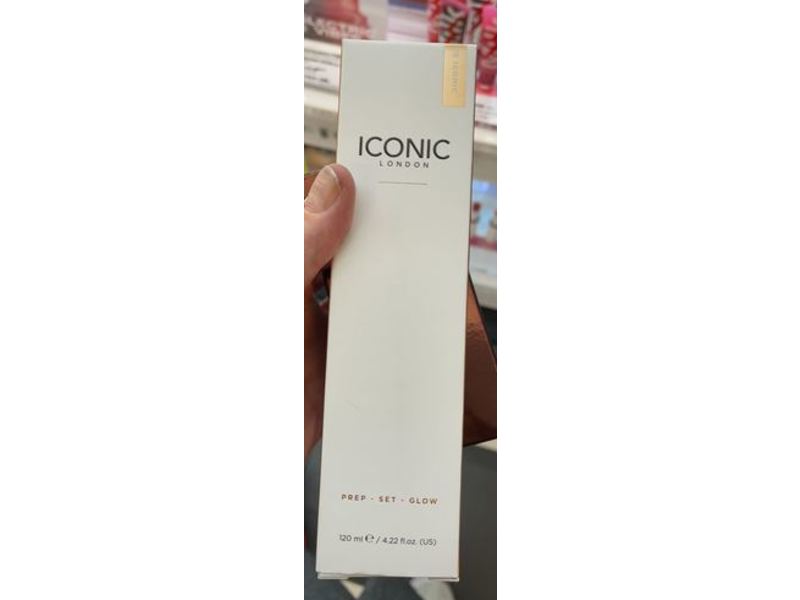 ICONIC
LONDON
PREP - SET - GLOW
120 ml ℮ / 4.22 fl.oz. (US)